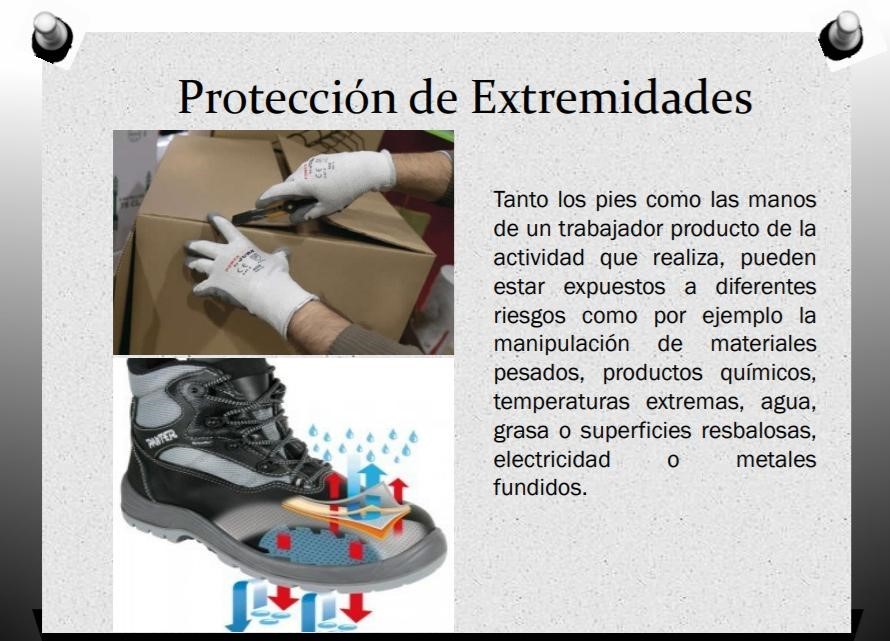 Protección de Extremidades
Tanto los pies como las manos
de un trabajador producto de la
actividad que realiza, pueden
estar expuestos a diferentes
riesgos como por ejemplo la
manipulación de materiales
pesados, productos químicos,
temperaturas extremas, agua,
grasa o superficies resbalosas,
electricidad o metales
fundidos.
PANTER